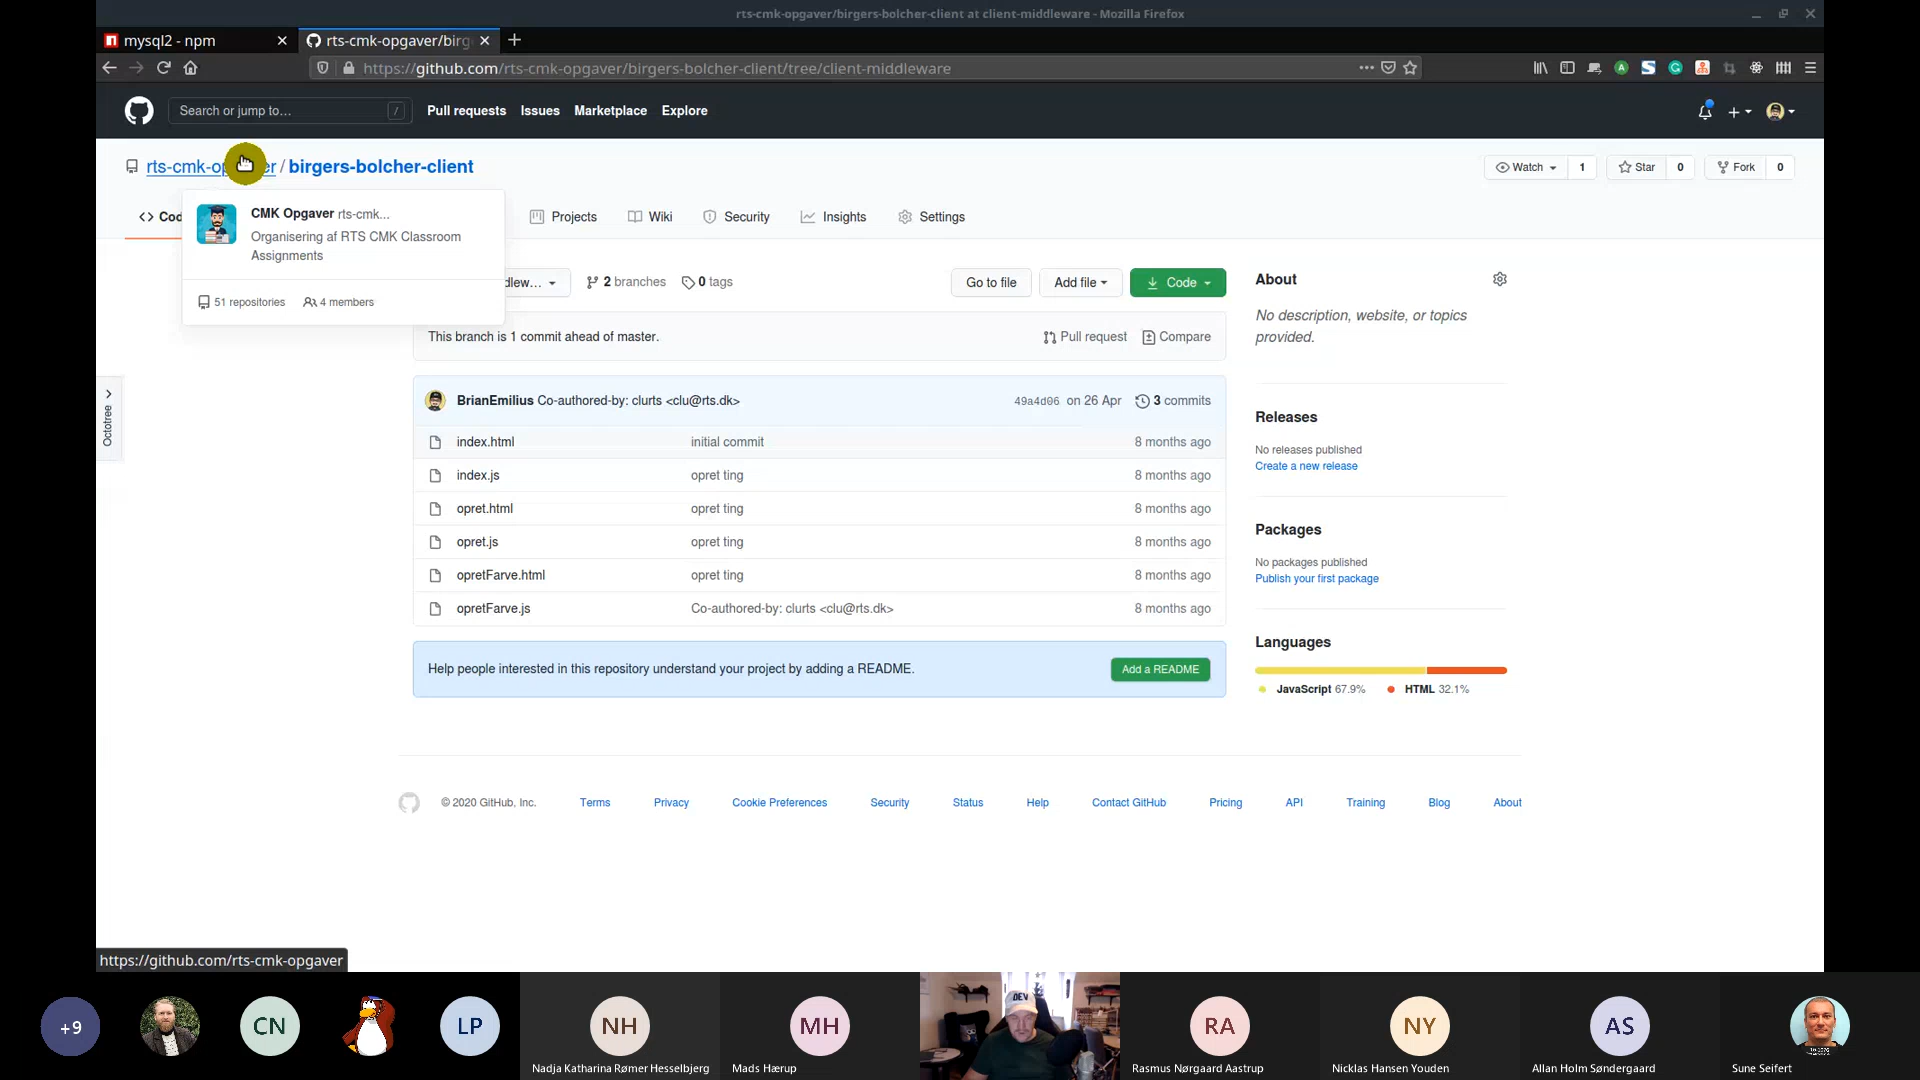 rts-cmk-opgaver/birgers-bolcher-client at client-middleware - Mozilla Firefox
mysql2 - npm
rts-cmk-opgaver/birg
https://github.com/rts-cmk-opgaver/birgers-bolcher-client/tree/client-middleware
Search or jump to…
/
Pull requests
Issues
Marketplace
Explore
rts-cmk-op er / birgers-bolcher-client
Watch
1
Star
0
Fork
0
<> Cod
Projects
Wiki
Security
Insights
Settings
CMK Opgaver rts-cmk...
Organisering af RTS CMK Classroom
Assignments
51 repositories
4 members
dlew…
2 branches
0 tags
Go to file
Add file
Code
This branch is 1 commit ahead of master.
Pull request
Compare
BrianEmilius Co-authored-by: clurts <clu@rts.dk>
49a4d06 on 26 Apr
3 commits
index.html
initial commit
8 months ago
index.js
opret ting
8 months ago
opret.html
opret ting
8 months ago
opret.js
opret ting
8 months ago
opretFarve.html
opret ting
8 months ago
opretFarve.js
Co-authored-by: clurts <clu@rts.dk>
8 months ago
Help people interested in this repository understand your project by adding a README.
Add a README
About
No description, website, or topics
provided.
Releases
No releases published
Create a new release
Packages
No packages published
Publish your first package
Languages
JavaScript 67.9%
HTML 32.1%
Octotree
© 2020 GitHub, Inc.
Terms
Privacy
Cookie Preferences
Security
Status
Help
Contact GitHub
Pricing
API
Training
Blog
About
https://github.com/rts-cmk-opgaver
+9
CN
LP
NH
Nadja Katharina Rømer Hesselbjerg
MH
Mads Hærup
DEV
RA
Rasmus Nørgaard Aastrup
NY
Nicklas Hansen Youden
AS
Allan Holm Søndergaard
Sune Seifert